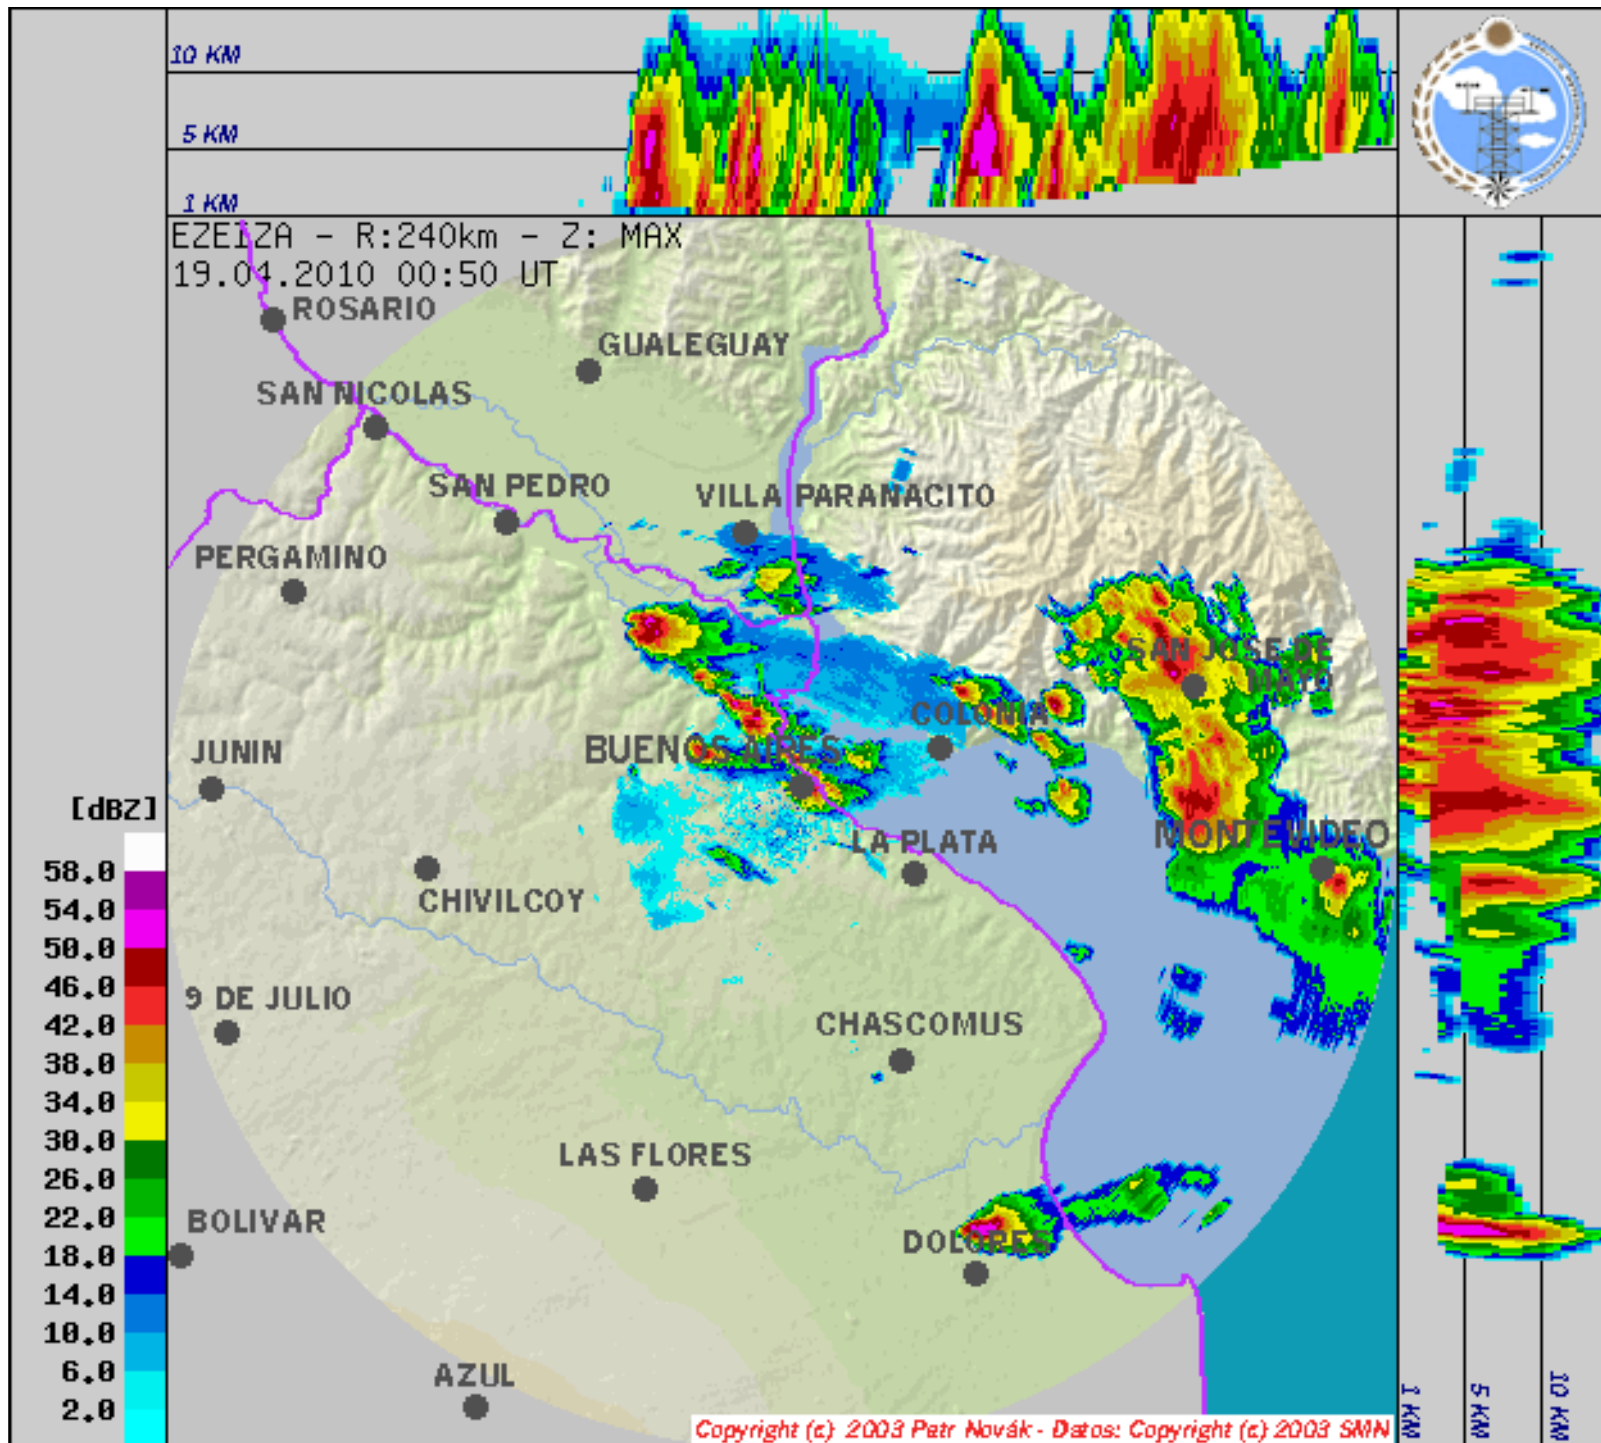 10 KM
5 KM
1 KM
EZEIZA - R:240km - Z: MAX
19.04.2010 00:50 UT
ROSARIO
GUALEGUAY
SAN NICOLAS
SAN PEDRO
VILLA PARANACITO
PERGAMINO
SAN JOSE DE
MAYO
COLONIA
BUENOS AIRES
JUNIN
[dBZ]
MONTEVIDEO
LA PLATA
58.0
CHIVILCOY
54.0
50.0
46.0
9 DE JULIO
42.0
CHASCOMUS
38.0
34.0
30.0
LAS FLORES
26.0
22.0
BOLIVAR
18.0
DOLORES
14.0
10.0
6.0
AZUL
2.0
1 KM
5 KM
10 KM
Copyright (c) 2003 Petr Novák - Datos: Copyright (c) 2003 SMN